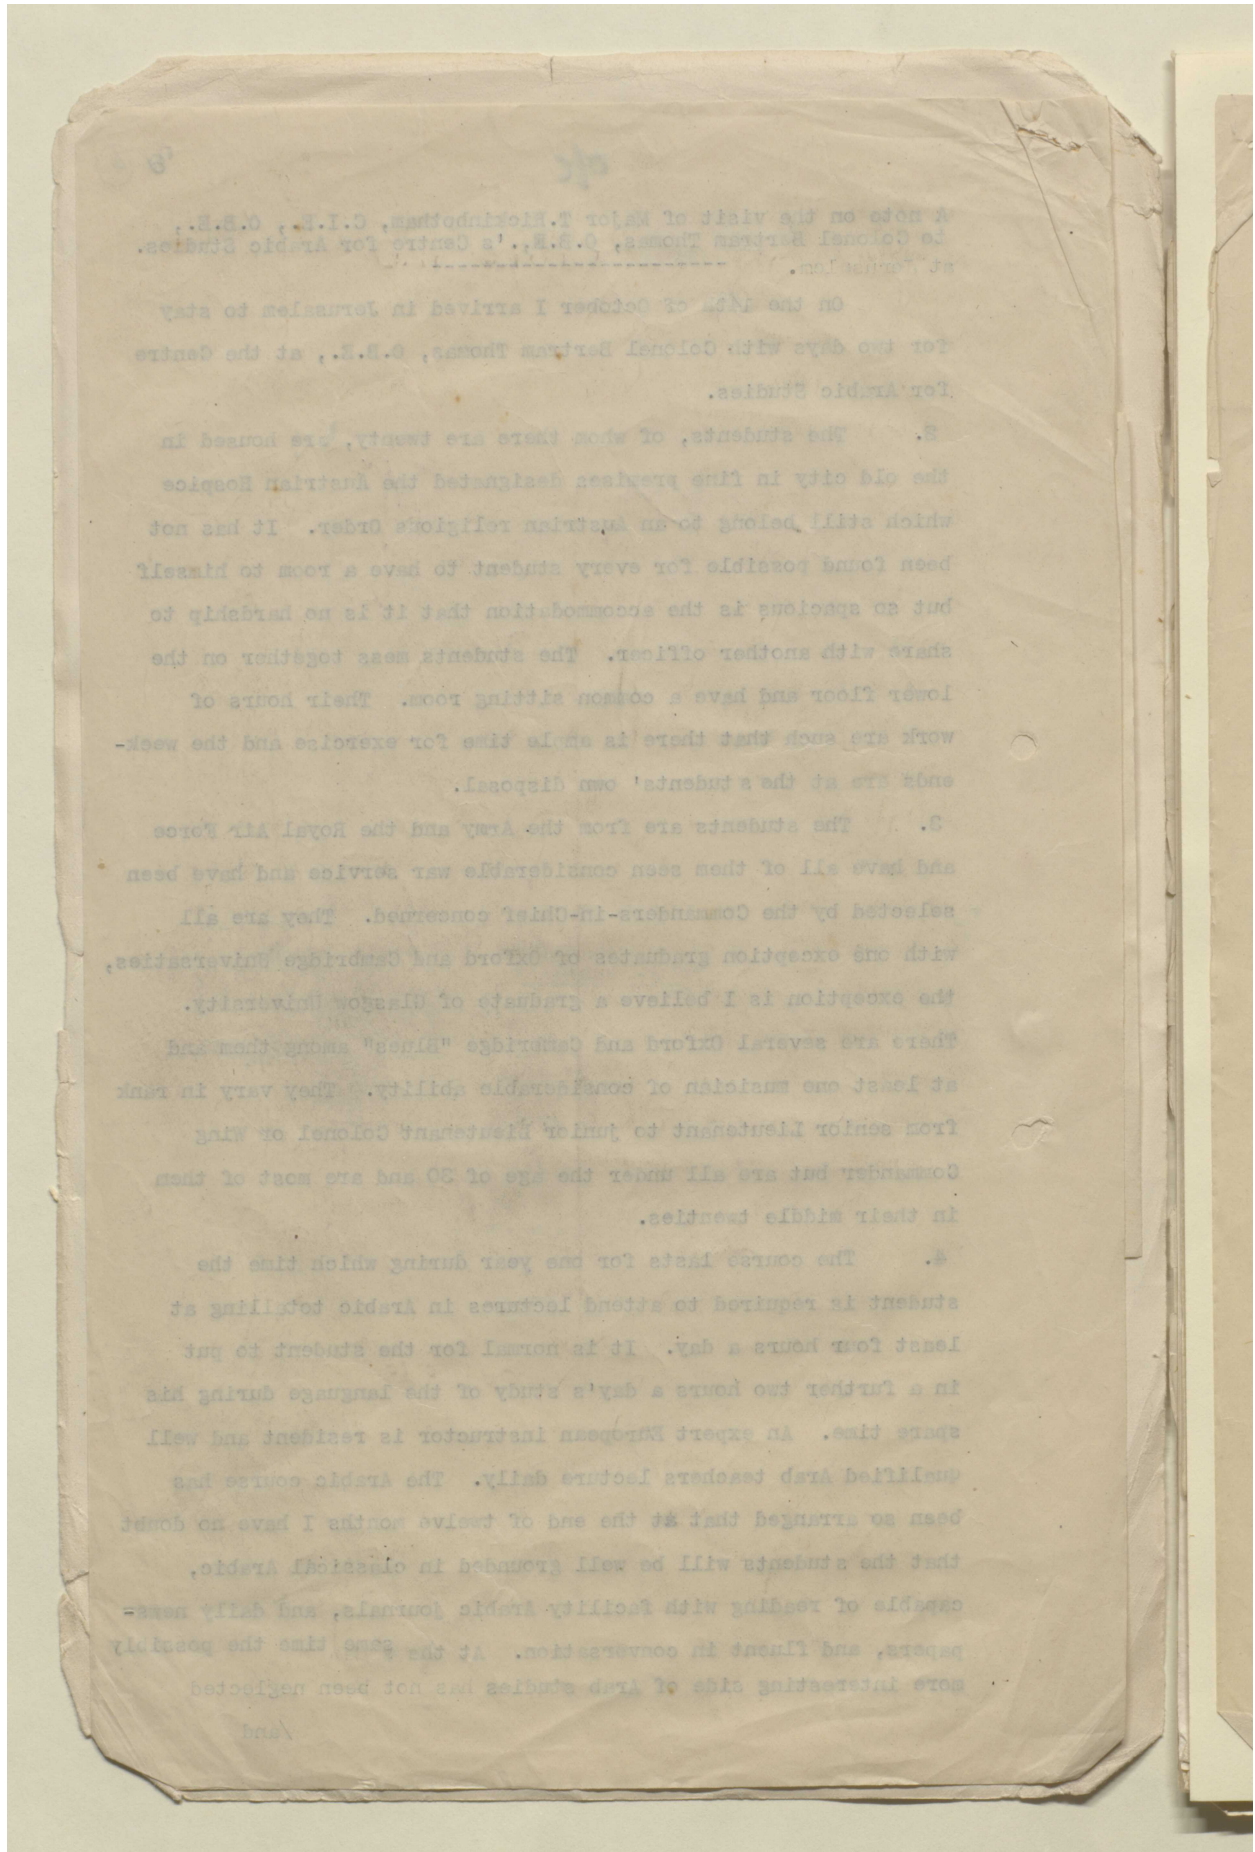 A note on the visit of Major T.Hickinbotham, C.I.E., O.B.E.,
to Colonel Bertram Thomas, O.B.E.,'s Centre for Arabic Studies.
at Jerusalem.
On the 14th of October I arrived in Jerusalem to stay
for two days with Colonel Bertram Thomas, O.B.E., at the Centre
for Arabic Studies.
2. The students, of whom there are twenty, are housed in
the old city in fine premises designated the Austrian Hospice
which still belong to an Austrian religious Order. It has not
been found possible for every student to have a room to himself
but so spacious is the accommodation that it is no hardship to
share with another officer. The students mess together on the
lower floor and have a common sitting room. Their hours of
work are such that there is ample time for exercise and the week-
ends are at the students' own disposal.
3. The students are from the Army and the Royal Air Force
and have all of them seen considerable war service and have been
selected by the Commanders-in-Chief concerned. They are all
with one exception graduates of Oxford and Cambridge Universaties,
the exception is I believe a graduate of Glasgow University.
There are several Oxford and Cambridge "Blues" among them and
at least one musician of considerable ability. They vary in rank
from senior Lieutenant to junior Lieutenant Colonel or Wing
Commander but are all under the age of 30 and are most of them
in their middle twenties.
4. The course lasts for one year during which time the
student is required to attend lectures in Arabic totalling at
least four hours a day. It is normal for the student to put
in a further two hours a day's study of the language during his
spare time. An expert European instructor is resident and well
qualified Arab teachers lecture daily. The Arabic course has
been so arranged that at the end of twelve months I have no doubt
that the students will be well grounded in classical Arabic,
capable of reading with facility Arabic journals, and daily news=
papers, and fluent in conversation. At the same time the possibly
more interesting side of Arab studies has not been neglected
/and